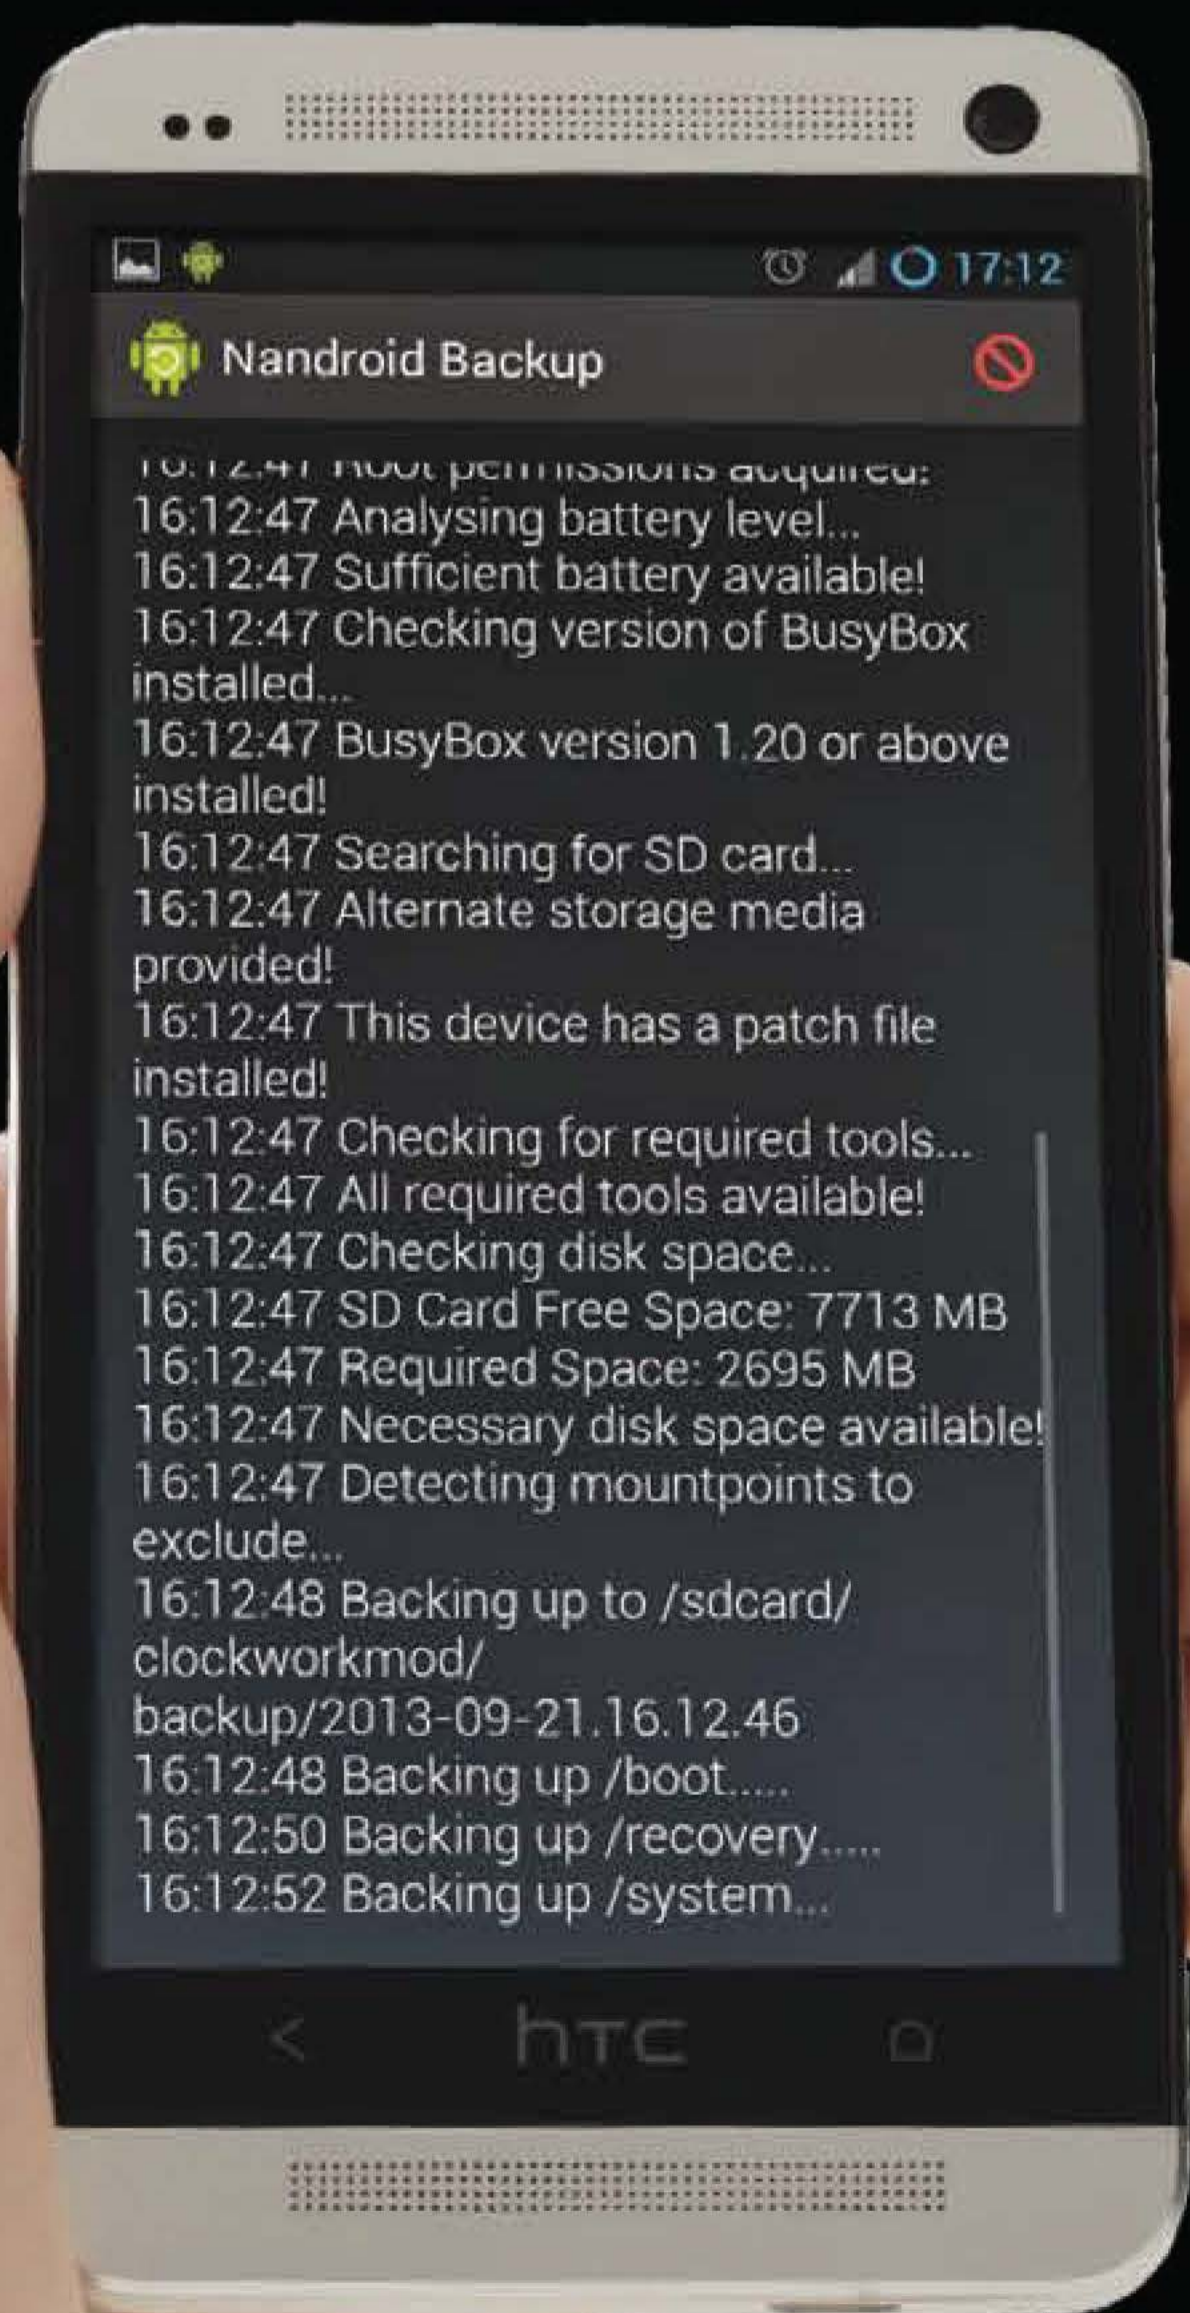 17:12
Nandroid Backup
16:12:47 Root permissions acquired!
16:12:47 Analysing battery level...
16:12:47 Sufficient battery available!
16:12:47 Checking version of BusyBox
installed...
16:12:47 BusyBox version 1.20 or above
installed!
16:12:47 Searching for SD card...
16:12:47 Alternate storage media
provided!
16:12:47 This device has a patch file
installed!
16:12:47 Checking for required tools...
16:12:47 All required tools available!
16:12:47 Checking disk space...
16:12:47 SD Card Free Space: 7713 MB
16:12:47 Required Space: 2695 MB
16:12:47 Necessary disk space available!
16:12:47 Detecting mountpoints to
exclude...
16:12:48 Backing up to /sdcard/
clockworkmod/
backup/2013-09-21.16.12.46
16:12:48 Backing up /boot.....
16:12:50 Backing up /recovery.....
16:12:52 Backing up /system...
hTC